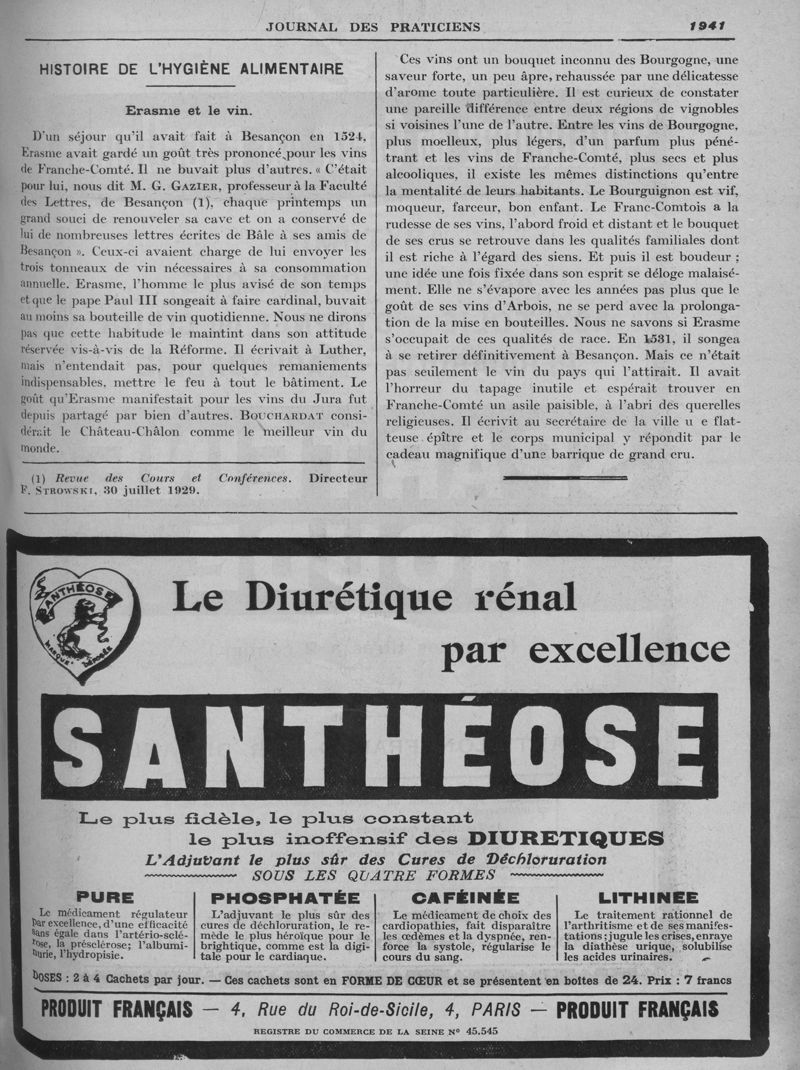 JOURNAL DES PRATICIENS
1941
HISTOIRE DE L'HYGIÈNE ALIMENTAIRE
Erasme et le vin.
D'un séjour qu'il avait fait à Besançon en 1524,
Erasme avait gardé un goût très prononcé pour les vins
de Franche-Comté. Il ne buvait plus d'autres. « C'était
pour lui, nous dit M. G. GAZIER, professeur à la Faculté
des Lettres, de Besançon (1), chaque printemps un
grand souci de renouveler sa cave et on a conservé de
lui de nombreuses lettres écrites de Bâle à ses amis de
Besançon ». Ceux-ci avaient charge de lui envoyer les
trois tonneaux de vin nécessaires à sa consommation
annuelle. Erasme, l'homme le plus avisé de son temps
et que le pape Paul III songeait à faire cardinal, buvait
au moins sa bouteille de vin quotidienne. Nous ne dirons
pas que cette habitude le maintint dans son attitude
réservée vis-à-vis de la Réforme. Il écrivait à Luther,
mais n'entendait pas, pour quelques remaniements
indispensables, mettre le feu à tout le bâtiment. Le
goût qu'Erasme manifestait pour les vins du Jura fut
depuis partagé par bien d'autres. BOUCHARDAT consi-
dérait le Château-Châlon comme le meilleur vin du
monde.
(1) Revue des Cours et Conférences. Directeur
F. STROWSKI, 30 juillet 1929.
Ces vins ont un bouquet inconnu des Bourgogne, une
saveur forte, un peu âpre, rehaussée par une délicatesse
d'arome toute particulière. Il est curieux de constater
une pareille différence entre deux régions de vignobles
si voisines l'une de l'autre. Entre les vins de Bourgogne,
plus moelleux, plus légers, d'un parfum plus péné-
trant et les vins de Franche-Comté, plus secs et plus
alcooliques, il existe les mêmes distinctions qu'entre
la mentalité de leurs habitants. Le Bourguignon est vif,
moqueur, farceur, bon enfant. Le Franc-Comtois a la
rudesse de ses vins, l'abord froid et distant et le bouquet
de ses crus se retrouve dans les qualités familiales dont
il est riche à l'égard des siens. Et puis il est boudeur ;
une idée une fois fixée dans son esprit se déloge malaisé-
ment. Elle ne s'évapore avec les années pas plus que le
goût de ses vins d'Arbois, ne se perd avec la prolonga-
tion de la mise en bouteilles. Nous ne savons si Erasme
s'occupait de ces qualités de race. En 1531, il songea
à se retirer définitivement à Besançon. Mais ce n'était
pas seulement le vin du pays qui l'attirait. Il avait
l'horreur du tapage inutile et espérait trouver en
Franche-Comté un asile paisible, à l'abri des querelles
religieuses. Il écrivit au secrétaire de la ville u e flat-
teuse épître et le corps municipal y répondit par le
cadeau magnifique d'une barrique de grand cru.
SANTHÉOSE
MARQUE DÉPOSÉE
Le Diurétique rénal
par excellence
SANTHÉOSE
Le plus fidèle, le plus constant
le plus inoffensif des DIURETIQUES
L'Adjuvant le plus sûr des Cures de Déchloruration
SOUS LES QUATRE FORMES
PURE
Le médicament régulateur
par excellence, d'une efficacité
sans égale dans l'artério-sclé-
rose, la présclérose; l'albumi-
nurie, l'hydropisie.
PHOSPHATÉE
L'adjuvant le plus sûr des
cures de déchloruration, le re-
mède le plus héroïque pour le
brightique, comme est la digi-
tale pour le cardiaque.
CAFÉINÉE
Le médicament de choix des
cardiopathies, fait disparaître
les œdèmes et la dyspnée, ren-
force la systole, régularise le
cours du sang.
LITHINÉE
Le traitement rationnel de
l'arthritisme et de ses manifes-
tations ; jugule les crises, enraye
la diathèse urique, solubilise
les acides urinaires.
DOSES : 2 à 4 Cachets par jour. — Ces cachets sont en FORME DE CŒUR et se présentent en boîtes de 24. Prix : 7 francs
PRODUIT FRANÇAIS — 4, Rue du Roi-de-Sicile, 4, PARIS — PRODUIT FRANÇAIS
REGISTRE DU COMMERCE DE LA SEINE N° 45.545